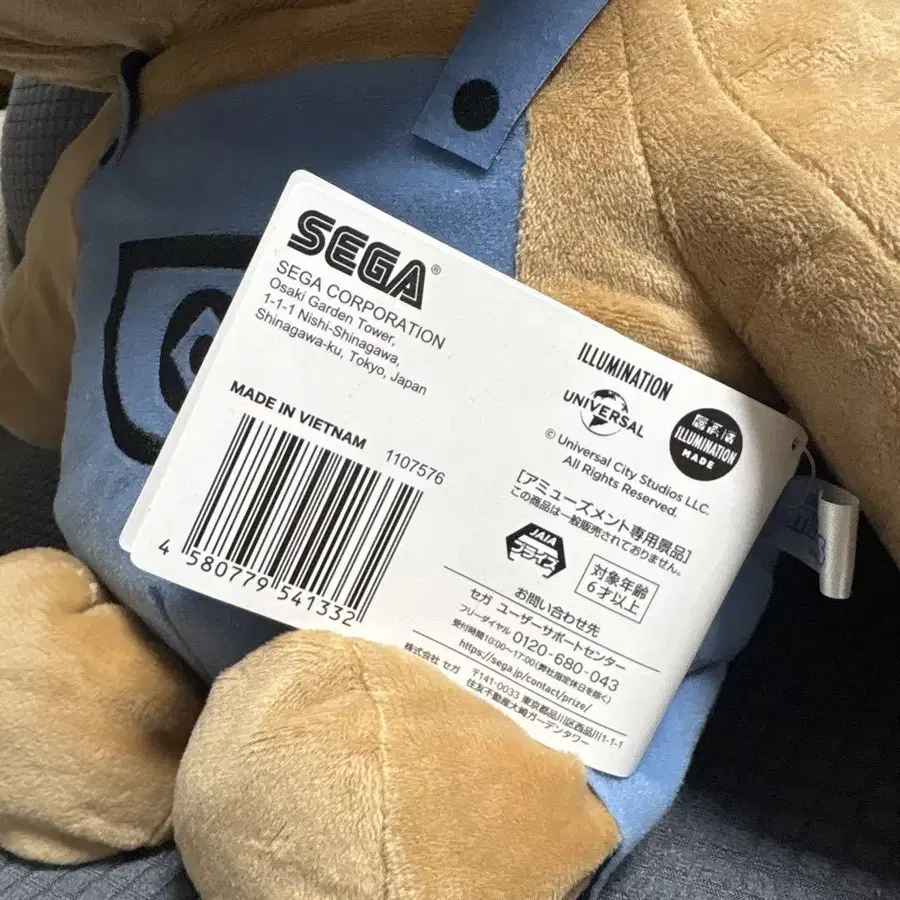 SEGA®
SEGA CORPORATION
Osaki Garden Tower,
1-1-1 Nishi-Shinagawa,
Shinagawa-ku, Tokyo, Japan
MADE IN VIETNAM
1107576
4 580779 541332
ILLUMINATION
UNIVERSAL
© Universal City Studios LLC.
All Rights Reserved.
ILLUMINATION
MADE
[アミューズメント専用景品]
この商品は一般販売されておりません。
JAIA
プライズ
対象年齢
6才以上
お問い合わせ先
セガ ユーザーサポートセンター
フリーダイヤル 0120-680-043
受付時間10:00〜17:00(弊社指定休日を除く)
https://sega.jp/contact/prize/
株式会社 セガ 〒141-0033 東京都品川区西品川1-1-1
住友不動産大崎ガーデンタワー